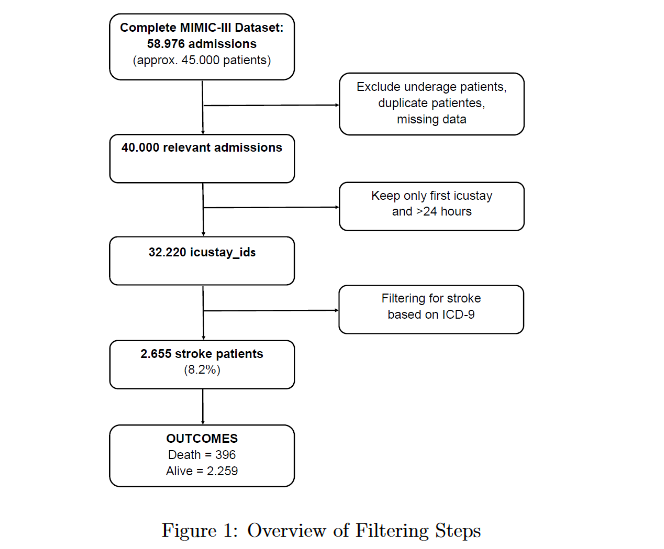 Complete MIMIC-III Dataset:
58.976 admissions
(approx. 45.000 patients)
Exclude underage patients,
duplicate patientes,
missing data
40.000 relevant admissions
Keep only first icustay
and >24 hours
32.220 icustay_ids
Filtering for stroke
based on ICD-9
2.655 stroke patients
(8.2%)
OUTCOMES
Death = 396
Alive = 2.259
Figure 1: Overview of Filtering Steps